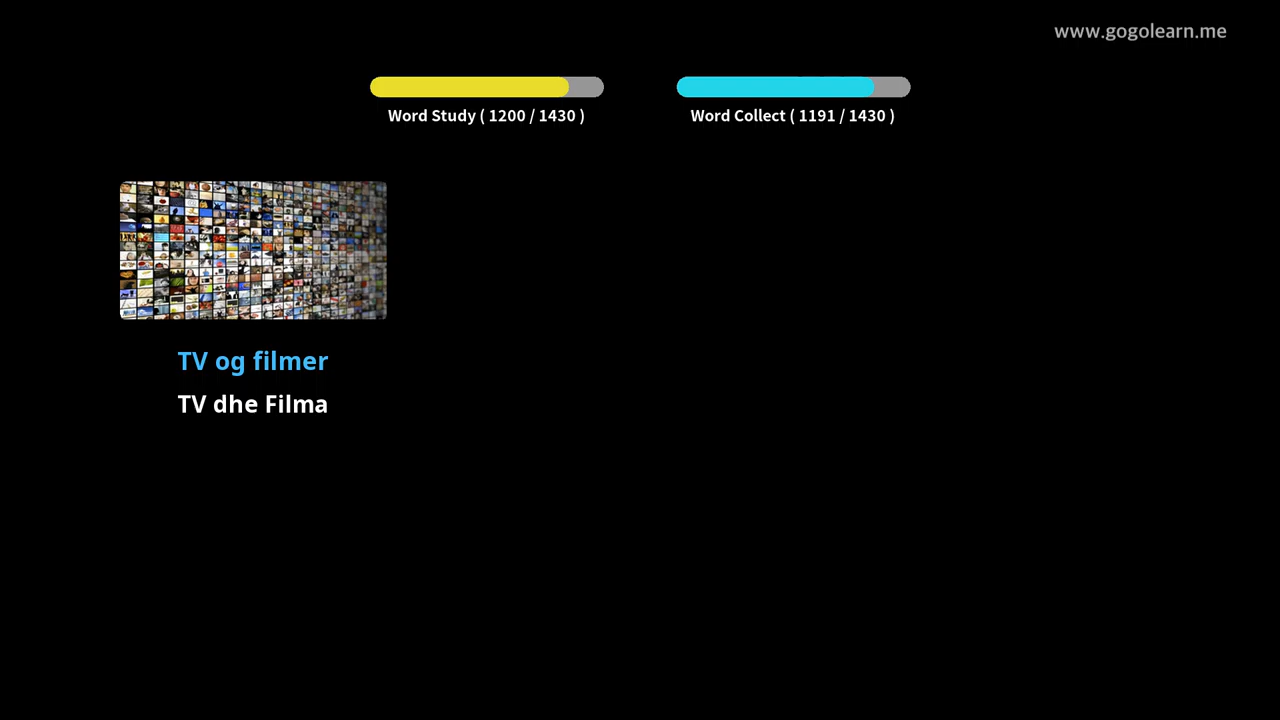 www.gogolearn.me
Word Study ( 1200 / 1430 )
Word Collect ( 1191 / 1430 )
TV og filmer
TV dhe Filma